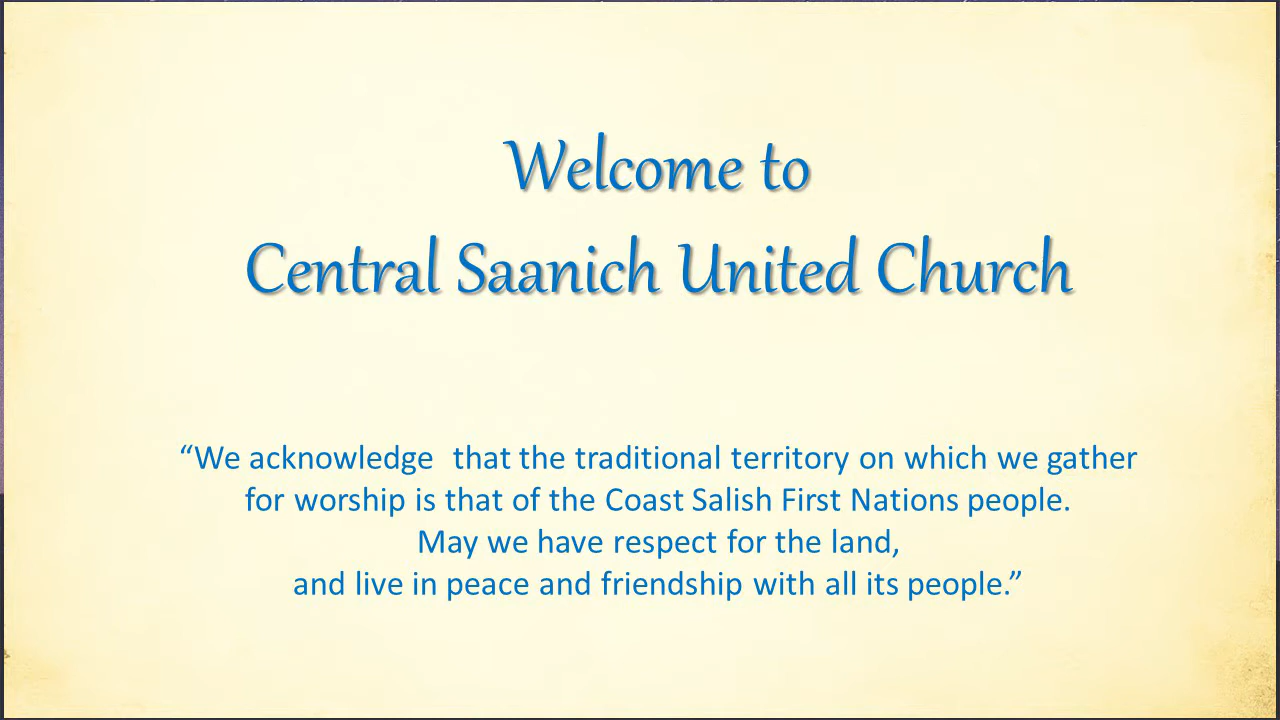 Welcome to
Central Saanich United Church
“We acknowledge  that the traditional territory on which we gather
for worship is that of the Coast Salish First Nations people.
May we have respect for the land,
and live in peace and friendship with all its people.”